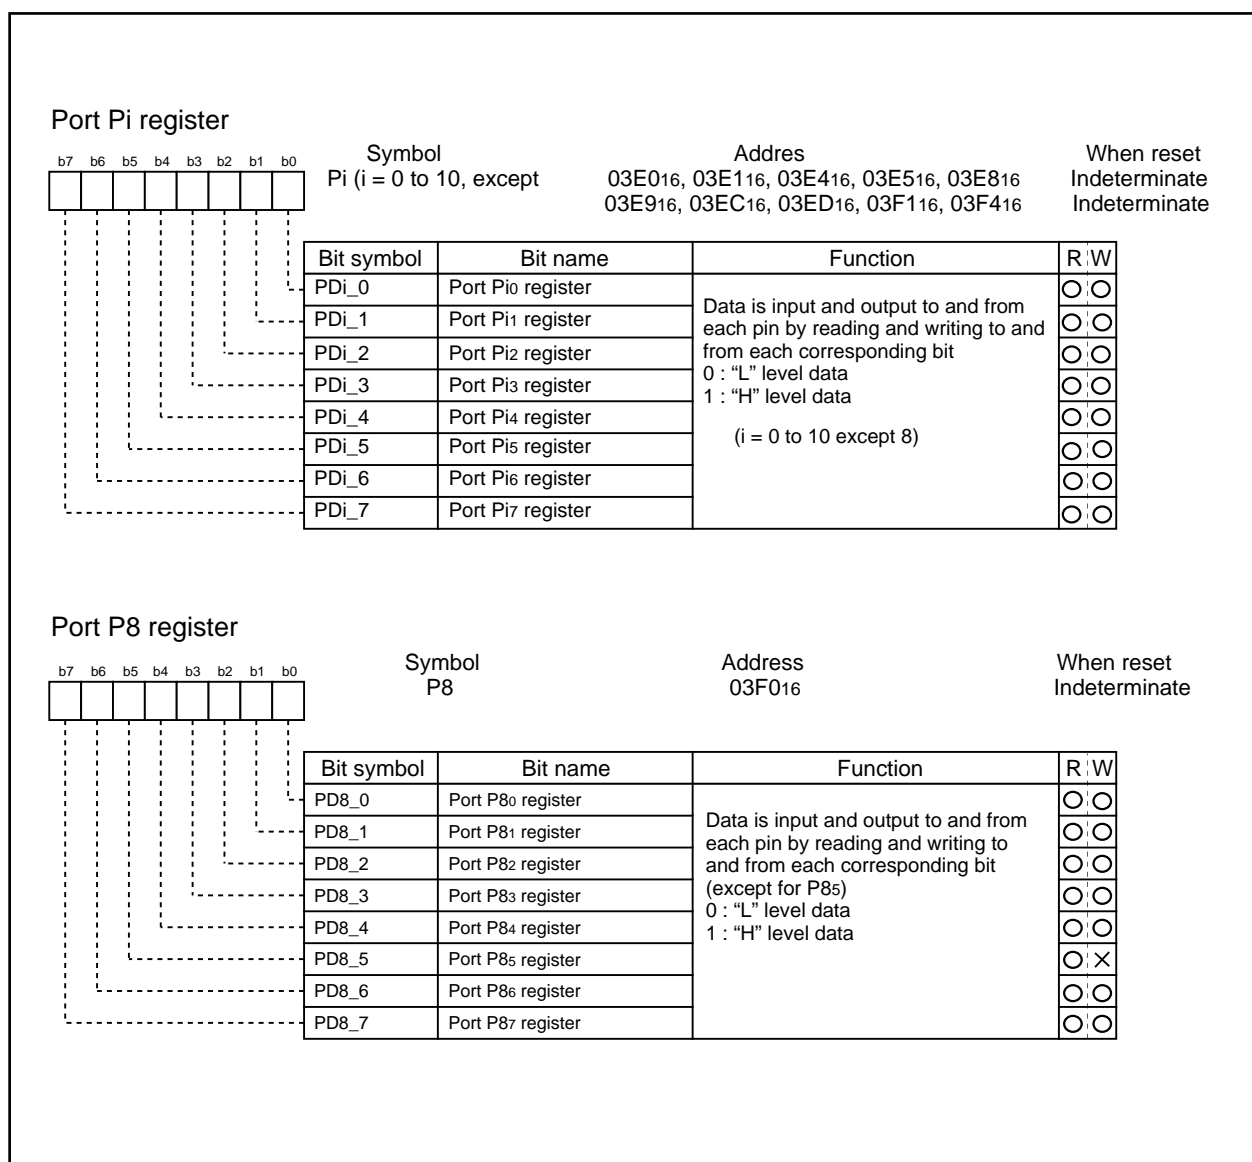 Port Pi register
b7 b6 b5 b4 b3 b2 b1 b0
Symbol Addres When reset
Pi (i = 0 to 10, except 03E016, 03E116, 03E416, 03E516, 03E816 Indeterminate
03E916, 03EC16, 03ED16, 03F116, 03F416 Indeterminate
Bit symbol Bit name Function R W
PDi_0 Port Pi0 register
PDi_1 Port Pi1 register
PDi_2 Port Pi2 register
PDi_3 Port Pi3 register
PDi_4 Port Pi4 register
PDi_5 Port Pi5 register
PDi_6 Port Pi6 register
PDi_7 Port Pi7 register
Data is input and output to and from
each pin by reading and writing to and
from each corresponding bit
0 : “L” level data
1 : “H” level data
(i = 0 to 10 except 8)
Port P8 register
b7 b6 b5 b4 b3 b2 b1 b0
Symbol Address When reset
P8 03F016 Indeterminate
Bit symbol Bit name Function R W
PD8_0 Port P80 register
PD8_1 Port P81 register
PD8_2 Port P82 register
PD8_3 Port P83 register
PD8_4 Port P84 register
PD8_5 Port P85 register
PD8_6 Port P86 register
PD8_7 Port P87 register
Data is input and output to and from
each pin by reading and writing to
and from each corresponding bit
(except for P85)
0 : “L” level data
1 : “H” level data